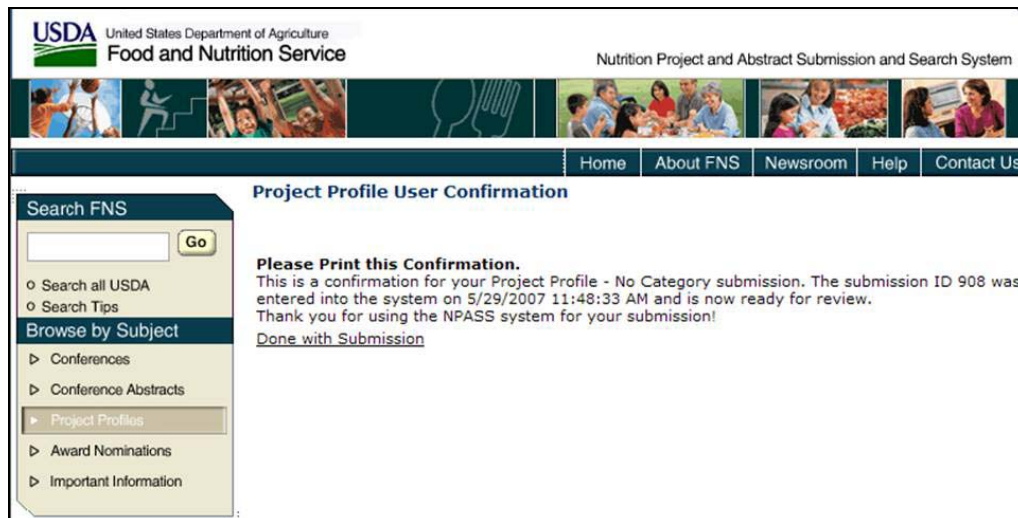 USDA United States Department of Agriculture
Food and Nutrition Service
Nutrition Project and Abstract Submission and Search System
Home About FNS Newsroom Help Contact Us
Search FNS
Go
Search all USDA
Search Tips
Browse by Subject
Conferences
Conference Abstracts
Project Profiles
Award Nominations
Important Information
Project Profile User Confirmation
Please Print this Confirmation.
This is a confirmation for your Project Profile - No Category submission. The submission ID 908 was
entered into the system on 5/29/2007 11:48:33 AM and is now ready for review.
Thank you for using the NPASS system for your submission!
Done with Submission